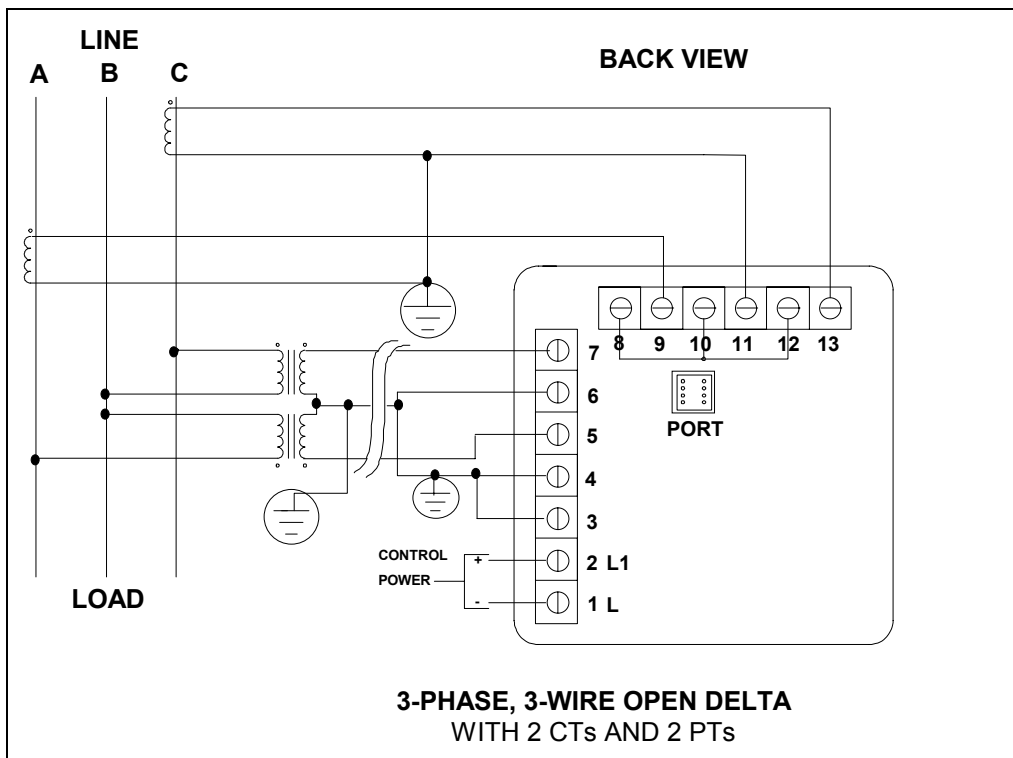 LINE
BACK VIEW
A B C
8 9 10 11 12 13
7
6
PORT
5
4
3
CONTROL
POWER
+
-
2 L1
1 L
LOAD
3-PHASE, 3-WIRE OPEN DELTA
WITH 2 CTs AND 2 PTs